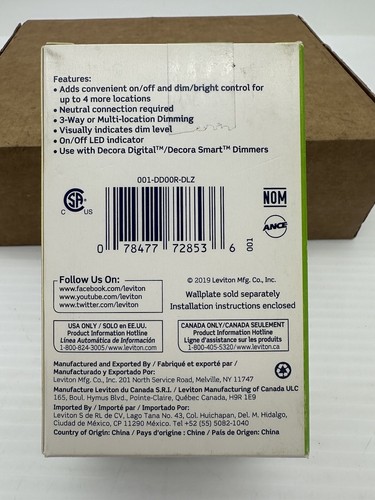 Features:
• Adds convenient on/off and dim/bright control for
up to 4 more locations
• Neutral connection required
• 3-Way or Multi-location Dimming
• Visually indicates dim level
• On/Off LED indicator
• Use with Decora Digital™/Decora Smart™ Dimmers
001-DD00R-DLZ
CSA
C US
NOM
ANCE
0 78477 72853 6
001
Follow Us On:
www.facebook.com/leviton
www.youtube.com/leviton
www.twitter.com/leviton
© 2019 Leviton Mfg. Co., Inc.
Wallplate sold separately
Installation instructions enclosed
USA ONLY / SOLO en EE.UU.
Product Information Hotline
Línea Automática de Información
1-800-824-3005 /www.leviton.com
CANADA ONLY/CANADA SEULEMENT
Product Information Hotline
Ligne d'assistance sur les produits
1-800-405-5320/www.leviton.ca
Manufactured and Exported By / Fabriqué et exporté par /
Manufacturado y Exportado Por:
Leviton Mfg. Co., Inc. 201 North Service Road, Melville, NY 11747
Manufacture Leviton du Canada S.R.I. / Leviton Manufacturing of Canada ULC
165, Boul. Hymus Blvd., Pointe-Claire, Québec Canada, H9R 1E9
Imported By / Importé par / Importado Por:
Leviton S de RL de CV, Lago Tana No. 43, Col. Huichapan, Del. M. Hidalgo,
Ciudad de México, CP 11290 México. Tel +52 (55) 5082-1040
Country of Origin: China / Pays d'origine : Chine / País de Origen: China